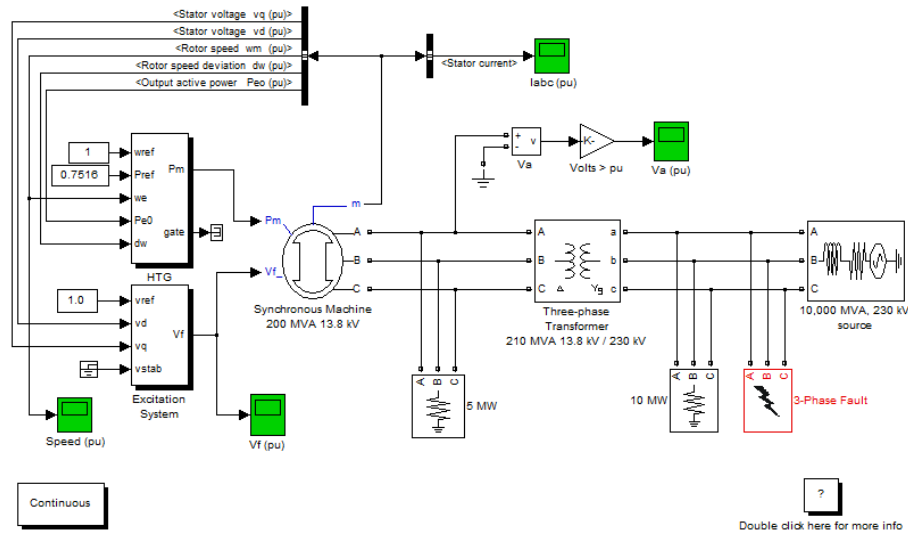 <Stator voltage vq (pu)>
<Stator voltage vd (pu)>
<Rotor speed wm (pu)>
<Rotor speed deviation dw (pu)>
<Output active power Peo (pu)>
<Stator current>
Iabc (pu)
1
0.7516
wref
Pref
we
Pe0
dw
Pm
gate
HTG
1.0
vref
vd
vq
vstab
Vf
Excitation
System
Speed (pu)
Vf (pu)
Pm
Vf_
m
A
B
C
Synchronous Machine
200 MVA 13.8 kV
+
-
v
Va
-K-
Volts > pu
Va (pu)
A
B
C
a
b
c
Δ
Yg
Three-phase
Transformer
210 MVA 13.8 kV / 230 kV
A
B
C
10,000 MVA, 230 kV
source
A B C
5 MW
A B C
10 MW
A B C
3-Phase Fault
Continuous
?
Double click here for more info